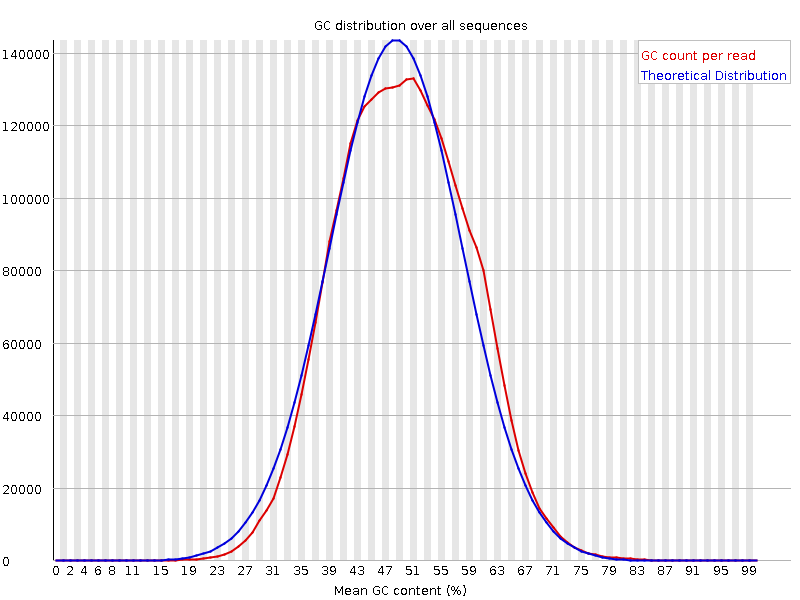 GC distribution over all sequences
GC count per read
Theoretical Distribution
140000
120000
100000
80000
60000
40000
20000
0
0 2 4 6 8 11 15 19 23 27 31 35 39 43 47 51 55 59 63 67 71 75 79 83 87 91 95 99
Mean GC content (%)